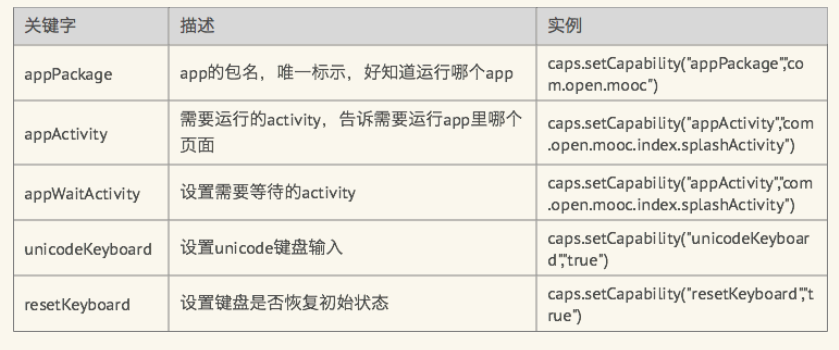 关键字 描述 实例
appPackage app的包名，唯一标示，好知道运行哪个app caps.setCapability("appPackage","co
m.open.mooc")
appActivity 需要运行的activity，告诉需要运行app里哪个
页面 caps.setCapability("appActivity","com
.open.mooc.index.splashActivity")
appWaitActivity 设置需要等待的activity caps.setCapability("appActivity","com
.open.mooc.index.splashActivity")
unicodeKeyboard 设置unicode键盘输入 caps.setCapability("unicodeKeyboar
d","true")
resetKeyboard 设置键盘是否恢复初始状态 caps.setCapability("resetKeyboard","t
rue")